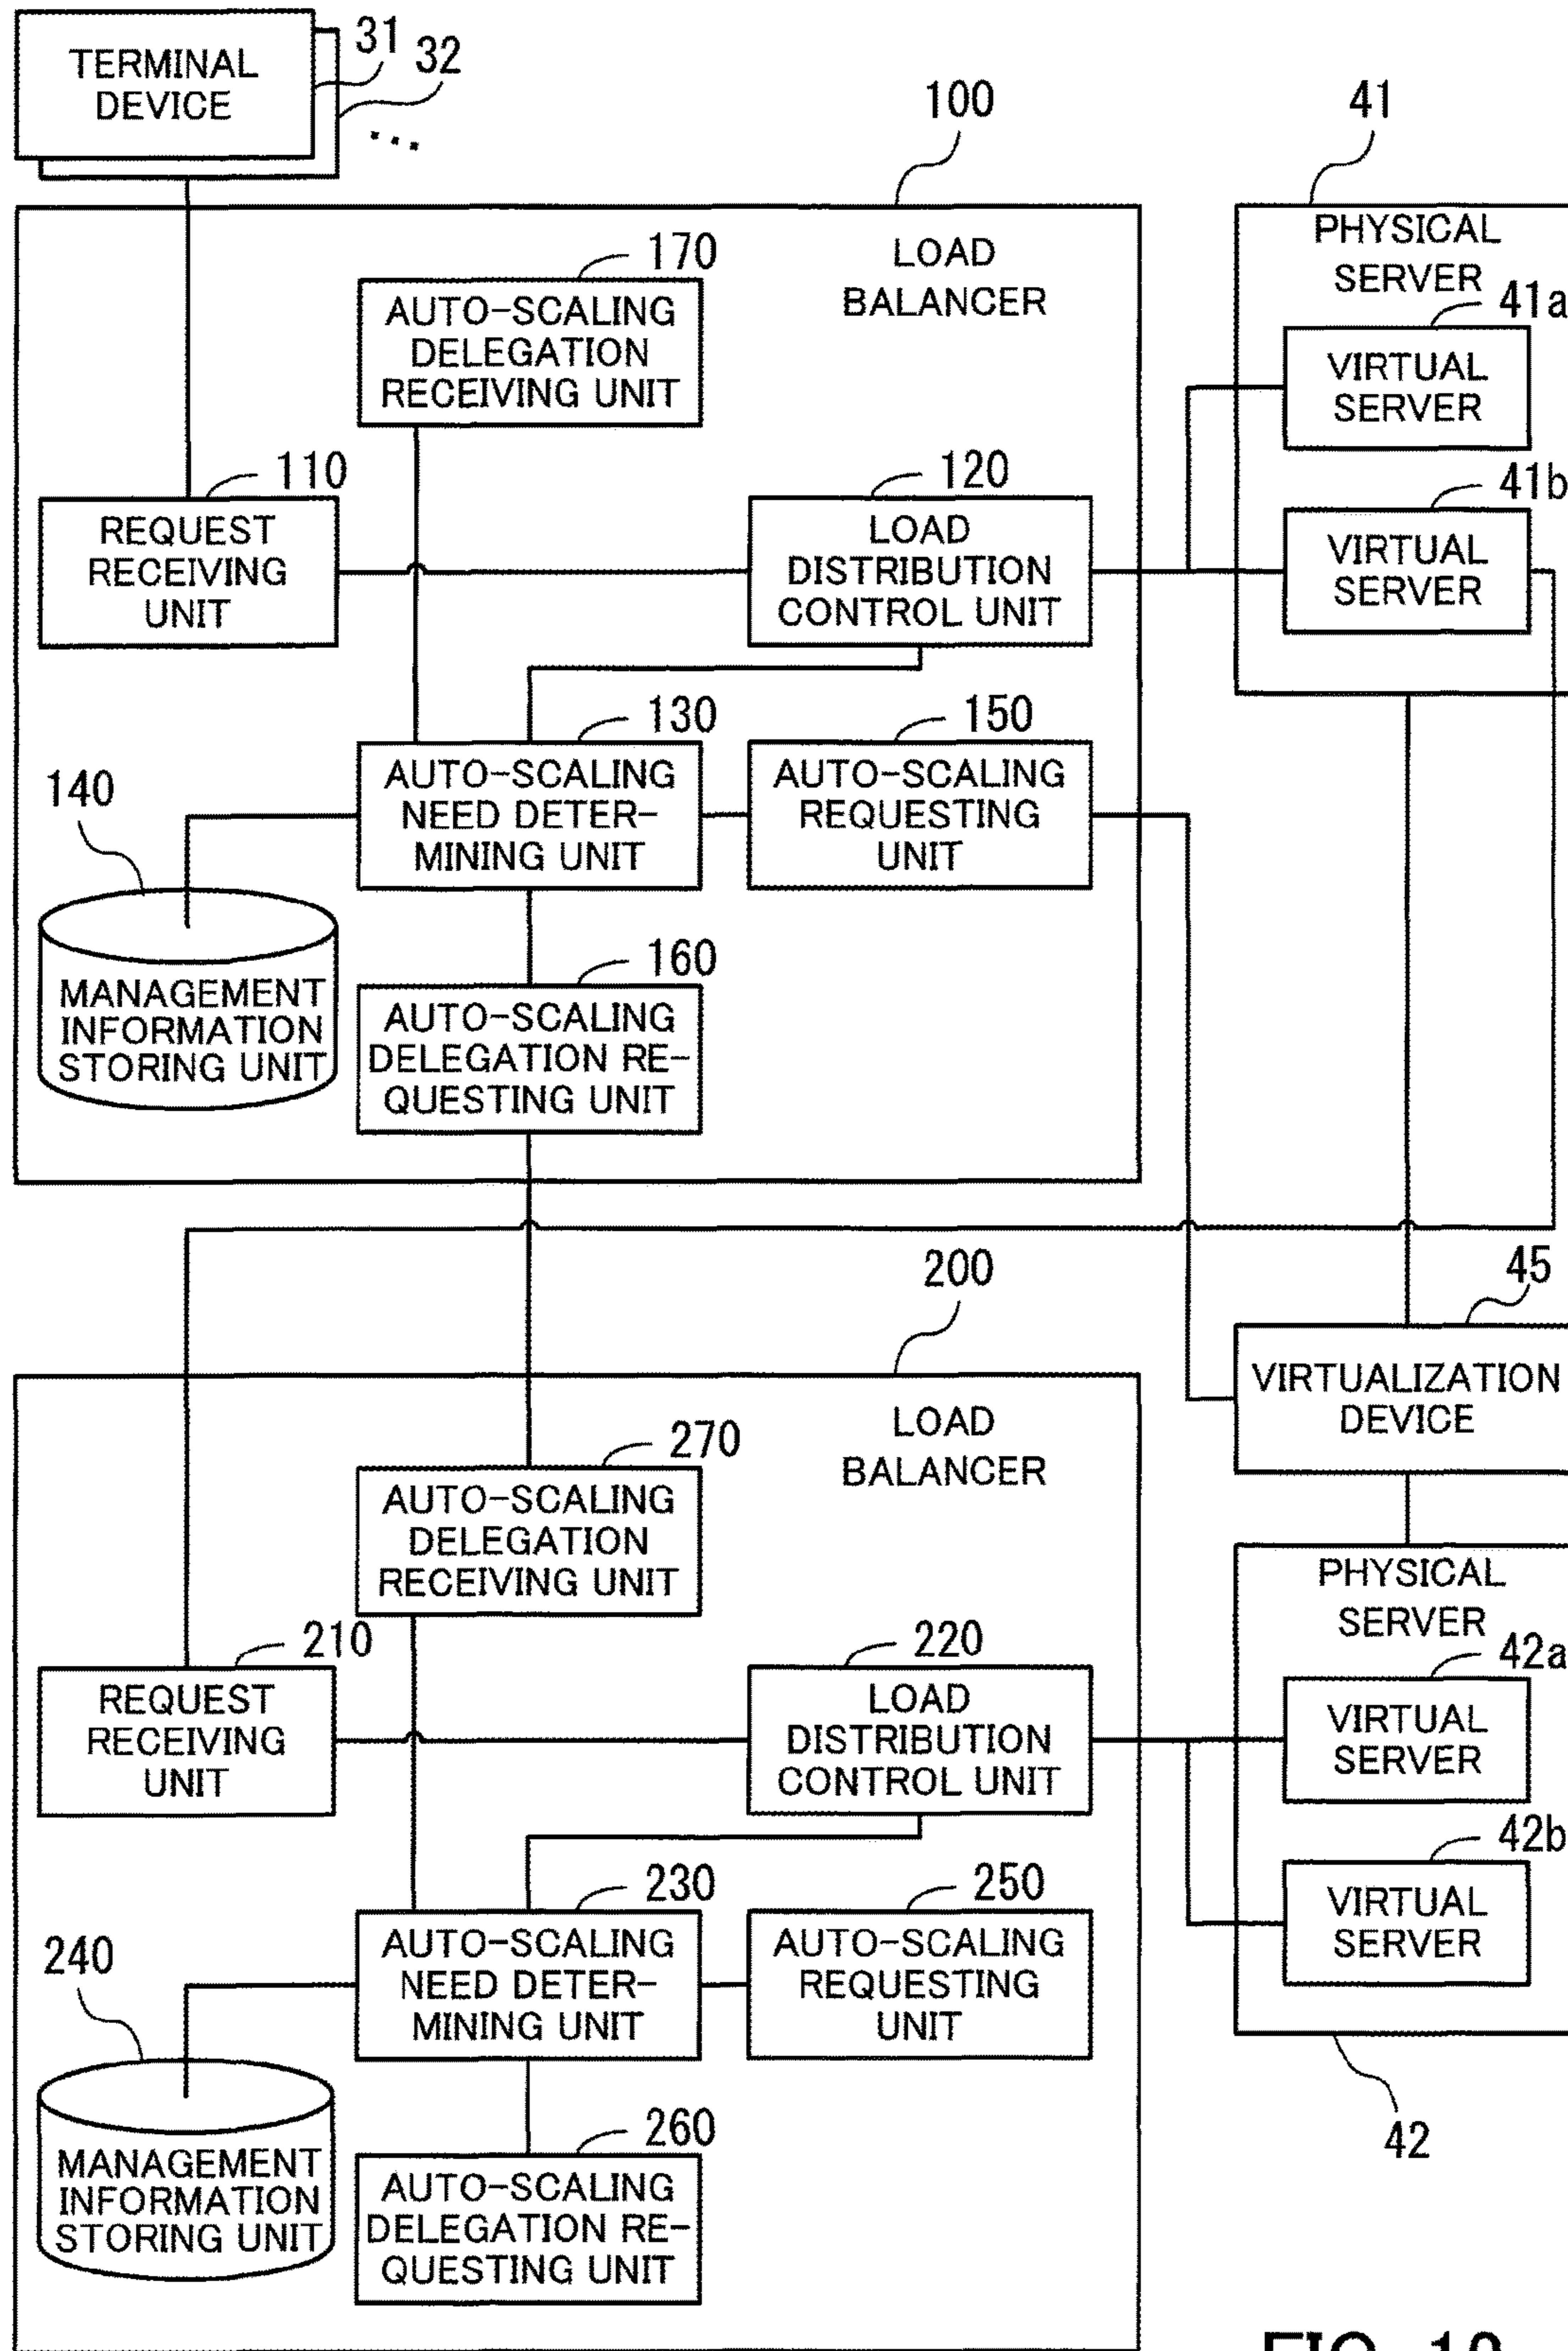 TERMINAL
DEVICE
31
32
...
100
41
LOAD
BALANCER
PHYSICAL
SERVER
170
AUTO-SCALING
DELEGATION
RECEIVING UNIT
41a
VIRTUAL
SERVER
110
REQUEST
RECEIVING
UNIT
120
LOAD
DISTRIBUTION
CONTROL UNIT
41b
VIRTUAL
SERVER
130
AUTO-SCALING
NEED DETER-
MINING UNIT
150
AUTO-SCALING
REQUESTING
UNIT
140
MANAGEMENT
INFORMATION
STORING UNIT
160
AUTO-SCALING
DELEGATION RE-
QUESTING UNIT
200
45
VIRTUALIZATION
DEVICE
LOAD
BALANCER
270
AUTO-SCALING
DELEGATION
RECEIVING UNIT
PHYSICAL
SERVER
210
REQUEST
RECEIVING
UNIT
220
LOAD
DISTRIBUTION
CONTROL UNIT
42a
VIRTUAL
SERVER
42b
VIRTUAL
SERVER
230
AUTO-SCALING
NEED DETER-
MINING UNIT
250
AUTO-SCALING
REQUESTING
UNIT
240
MANAGEMENT
INFORMATION
STORING UNIT
42
260
AUTO-SCALING
DELEGATION RE-
QUESTING UNIT
FIG.